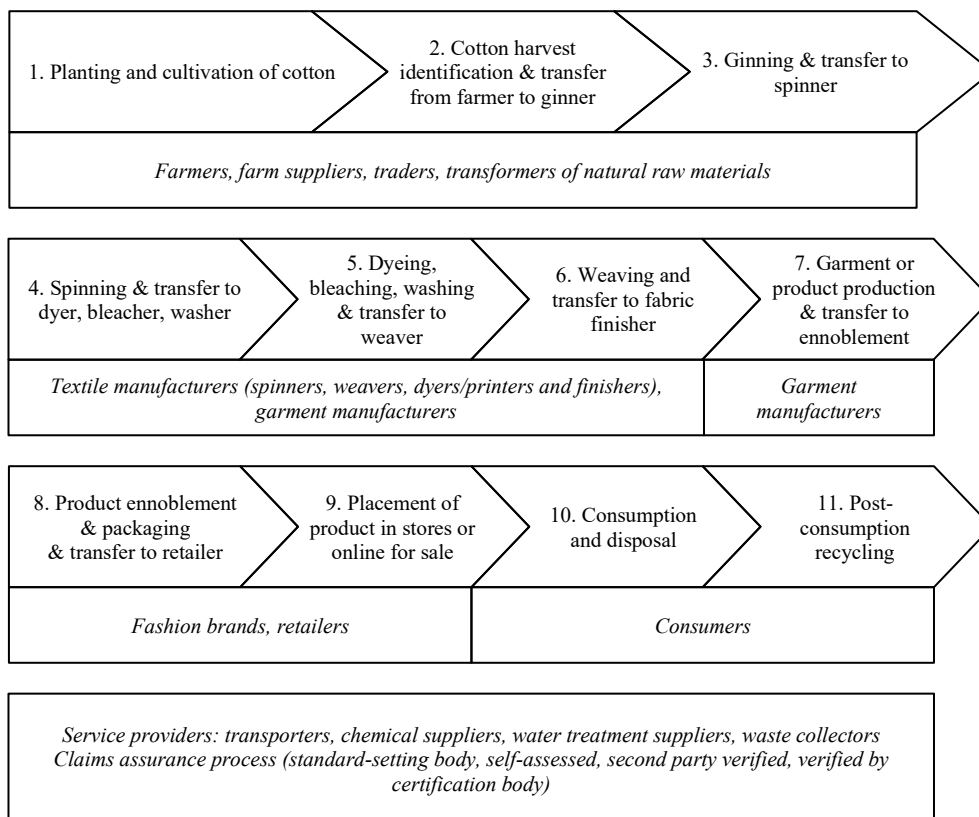 1. Planting and cultivation of cotton
2. Cotton harvest
identification & transfer
from farmer to ginner
3. Ginning & transfer to
spinner
Farmers, farm suppliers, traders, transformers of natural raw materials
4. Spinning & transfer to
dyer, bleacher, washer
5. Dyeing,
bleaching, washing
& transfer to
weaver
6. Weaving and
transfer to fabric
finisher
7. Garment or
product production
& transfer to
ennoblement
Textile manufacturers (spinners, weavers, dyers/printers and finishers),
garment manufacturers
Garment
manufacturers
8. Product ennoblement
& packaging
& transfer to retailer
9. Placement of
product in stores or
online for sale
10. Consumption
and disposal
11. Post-
consumption
recycling
Fashion brands, retailers
Consumers
Service providers: transporters, chemical suppliers, water treatment suppliers, waste collectors
Claims assurance process (standard-setting body, self-assessed, second party verified, verified by
certification body)